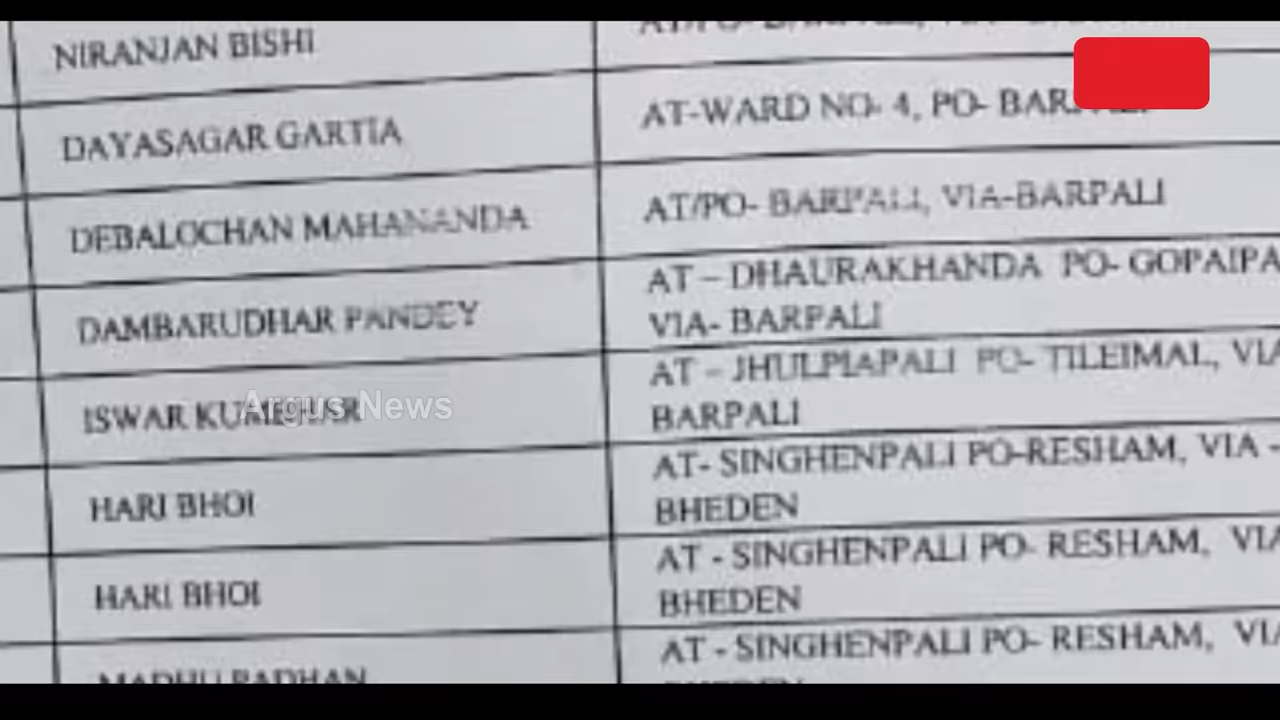 NIRANJAN BISHI
DAYASAGAR GARTIA
AT-WARD NO- 4, PO-
DEBALOCHAN MAHANANDA
AT/PO- BARPALI, VIA-BARPALI
DAMBARUDHAR PANDEY
AT – DHAURAKHANDA PO- GOPAIPA
VIA- BARPALI
ISWAR
Argus News
AT – JHULPIAPALI PO- TILEIMAL, VIA
BARPALI
HARI BHOI
AT- SINGHENPALI PO-RESHAM, VIA -
BHEDEN
HARI BHOI
AT - SINGHENPALI PO- RESHAM, VIA
BHEDEN
MADHU PADHAN
AT - SINGHENPALI PO- RESHAM, VIA